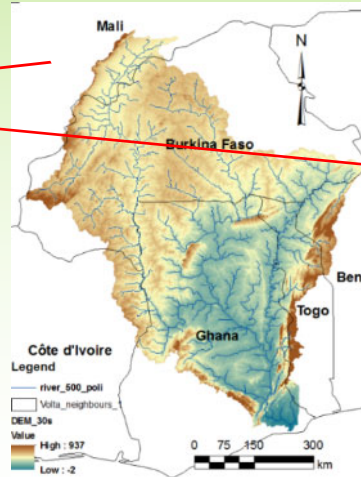 Mali
N
Burkina Faso
Ben
Togo
Ghana
Côte d'Ivoire
Legend
river_500_poli
Volta_neighbours_
DEM_30s
Value
High : 937
Low : -2
0 75 150 300
km